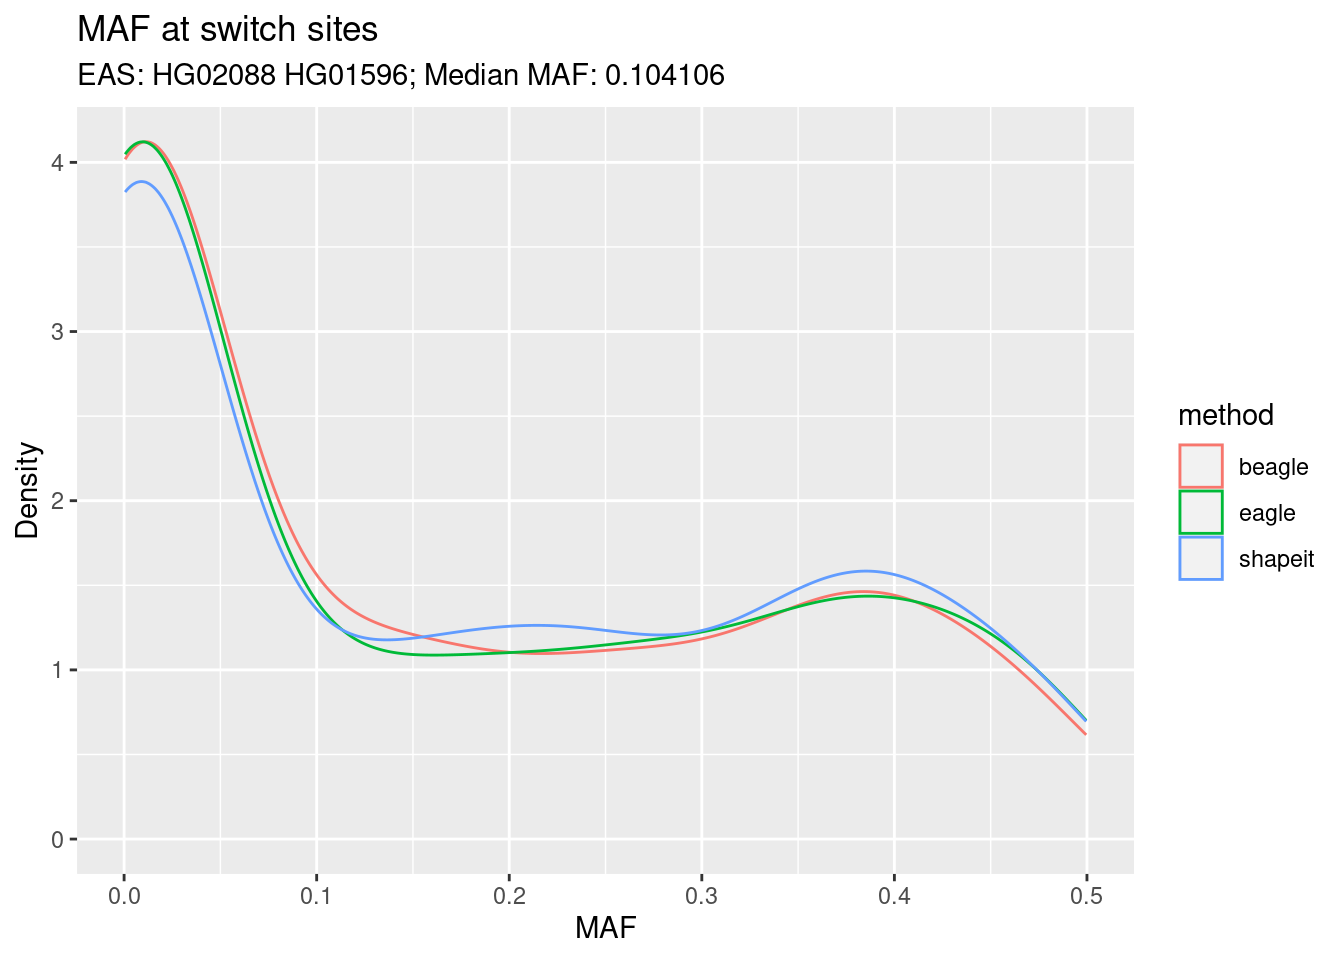 MAF at switch sites
EAS: HG02088 HG01596; Median MAF: 0.104106
4
3
2
1
0
Density
0.0 0.1 0.2 0.3 0.4 0.5
MAF
method
beagle
eagle
shapeit